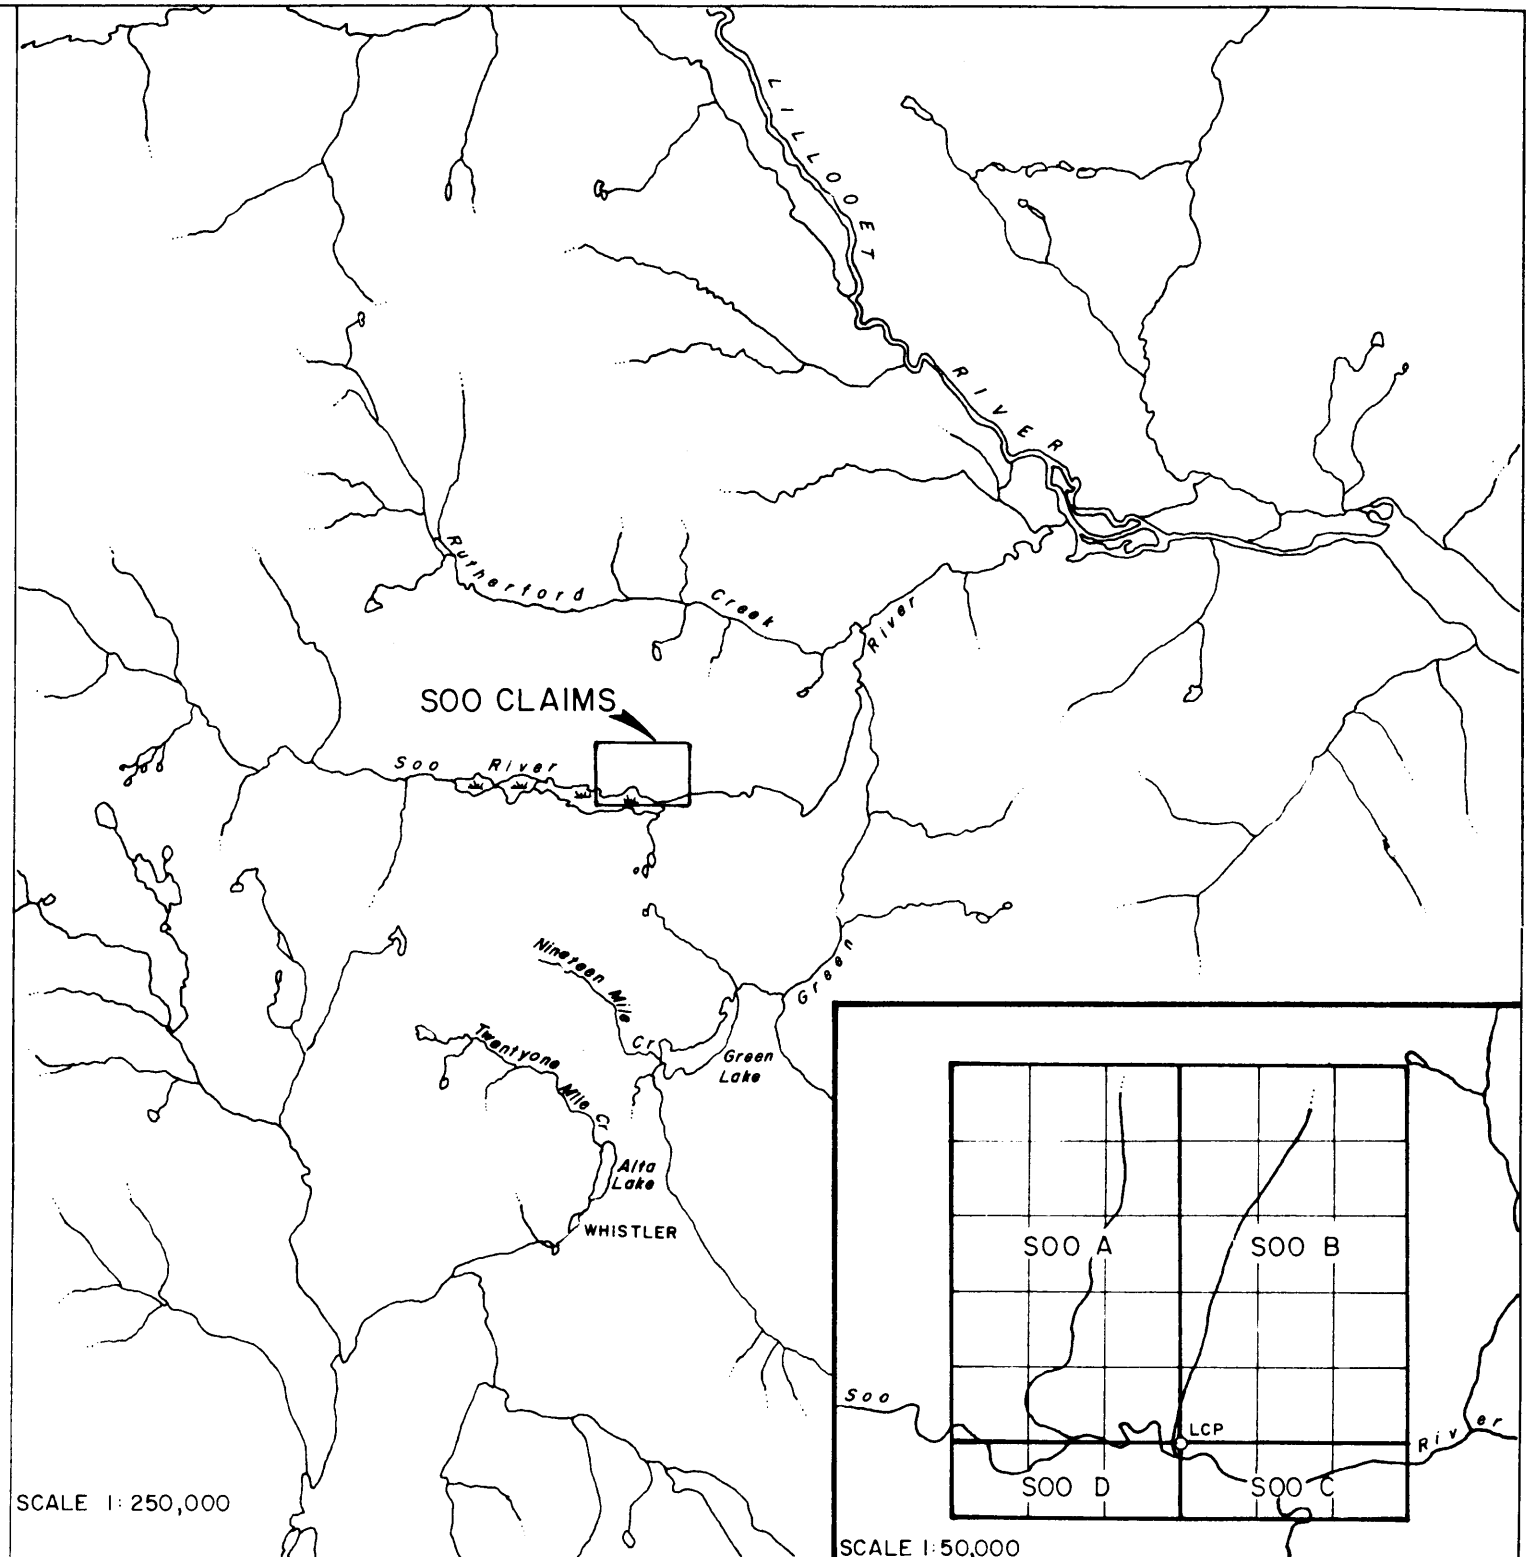 LILLOOET
RIVER
Rutherford Creek
River
SOO CLAIMS
Soo River
Green
Nineteen Mile
Cr
Twentyone Mile Cr
Green
Lake
Alta
Lake
WHISTLER
SCALE 1:250,000
SOO A
SOO B
Soo
LCP
River
SOO D
SOO C
SCALE 1:50,000